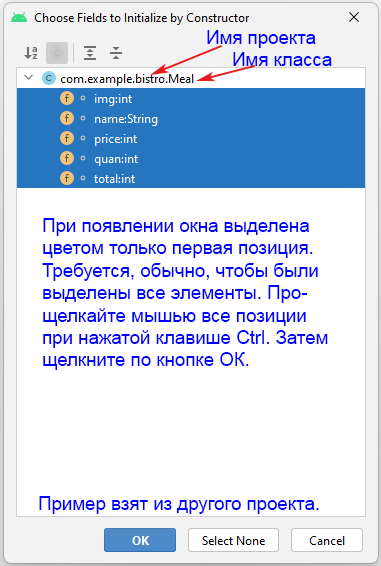 Choose Fields to Initialize by Constructor
Имя проекта
Имя класса
com.example.bistro.Meal
img:int
name:String
price:int
quan:int
total:int
При появлении окна выделена
цветом только первая позиция.
Требуется, обычно, чтобы были
выделены все элементы. Про-
щелкайте мышью все позиции
при нажатой клавише Ctrl. Затем
щелкните по кнопке ОК.
Пример взят из другого проекта.
OK
Select None
Cancel